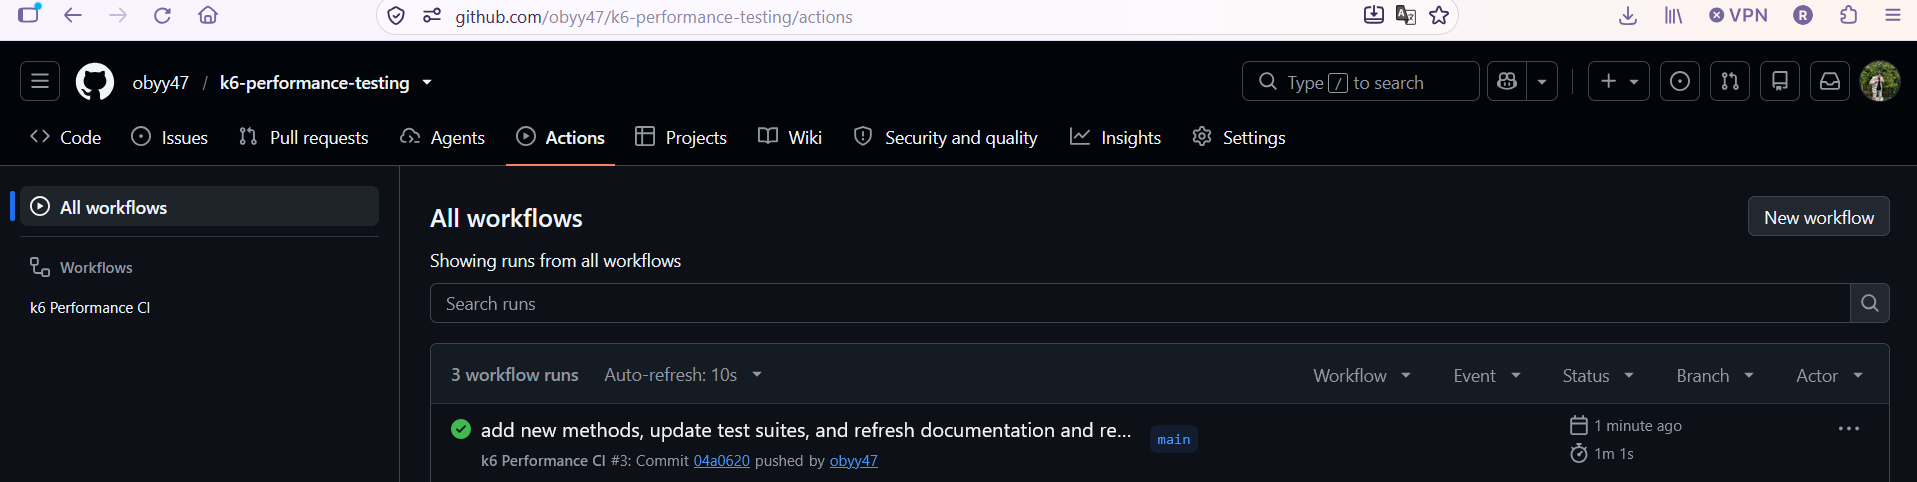 github.com/obyy47/k6-performance-testing/actions
VPN
R
obyy47 / k6-performance-testing
Type / to search
Code Issues Pull requests Agents Actions Projects Wiki Security and quality Insights Settings
All workflows
Workflows
k6 Performance CI
All workflows
New workflow
Showing runs from all workflows
Search runs
3 workflow runs Auto-refresh: 10s Workflow Event Status Branch Actor
add new methods, update test suites, and refresh documentation and re... main 1 minute ago
k6 Performance CI #3: Commit 04a0620 pushed by obyy47 1m 1s